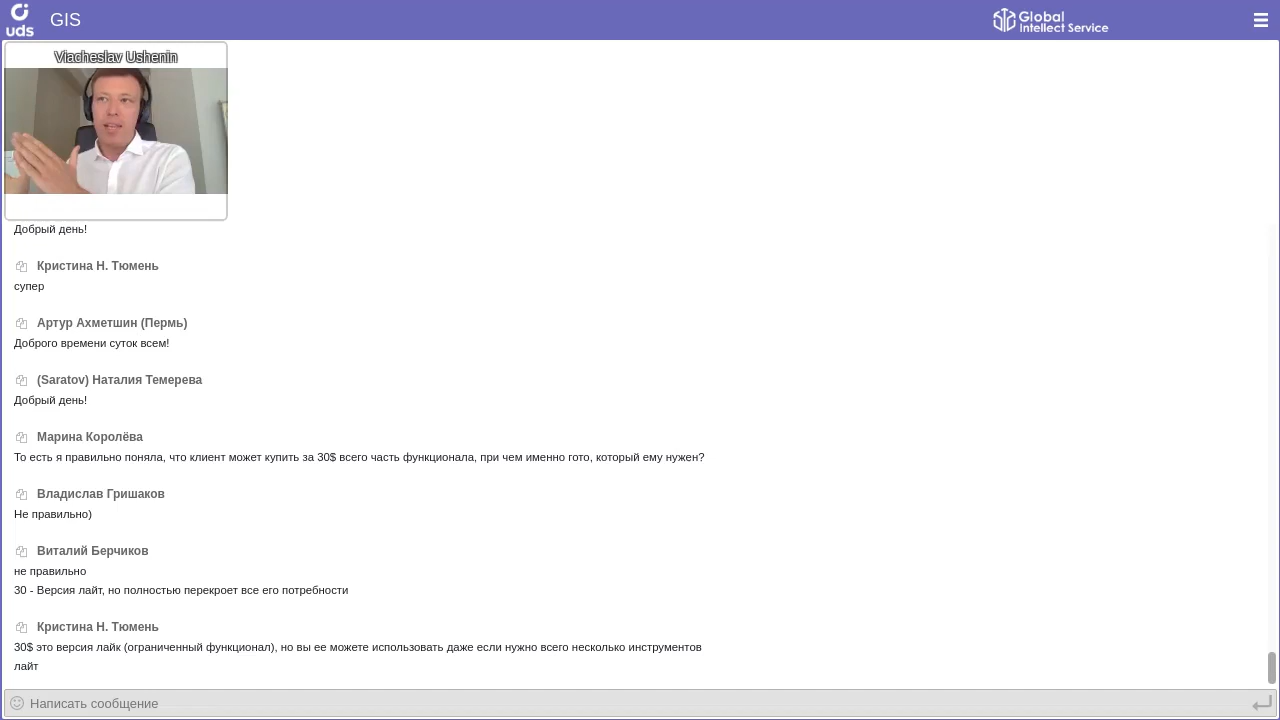 uds
GIS
Global
Intellect Service
Viacheslav Ushenin
Добрый день!
Кристина Н. Тюмень
супер
Артур Ахметшин (Пермь)
Доброго времени суток всем!
(Saratov) Наталия Темерева
Добрый день!
Марина Королёва
То есть я правильно поняла, что клиент может купить за 30$ всего часть функционала, при чем именно гото, который ему нужен?
Владислав Гришаков
Не правильно)
Виталий Берчиков
не правильно
30 - Версия лайт, но полностью перекроет все его потребности
Кристина Н. Тюмень
30$ это версия лайк (ограниченный функционал), но вы ее можете использовать даже если нужно всего несколько инструментов
лайт
Написать сообщение